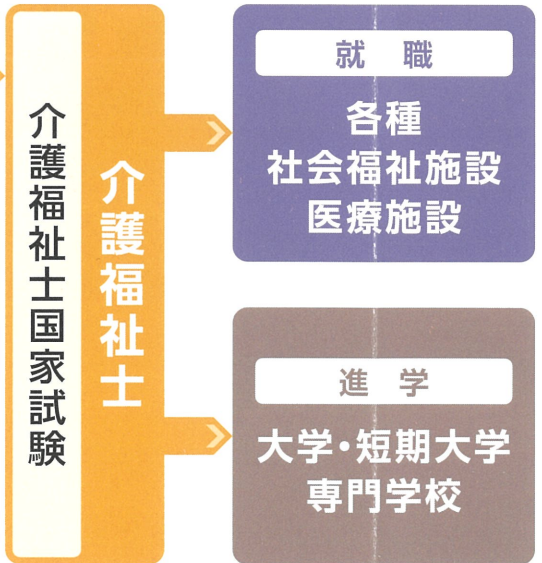 介護福祉士国家試験
介護福祉士
就 職
各種
社会福祉施設
医療施設
進 学
大学・短期大学
専門学校